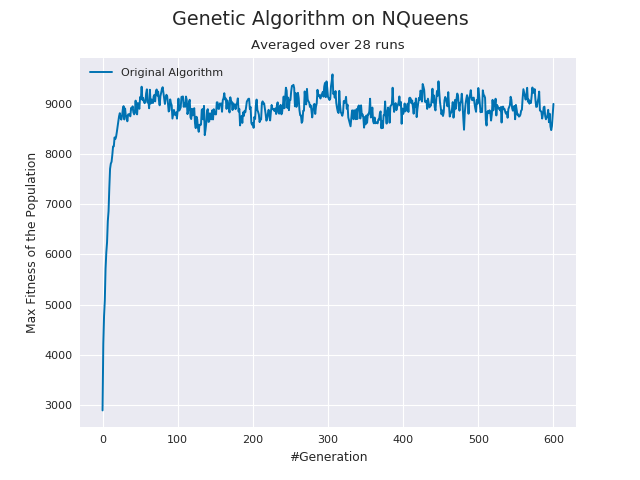 Genetic Algorithm on NQueens
Averaged over 28 runs
Original Algorithm
Max Fitness of the Population
9000
8000
7000
6000
5000
4000
3000
0 100 200 300 400 500 600
#Generation